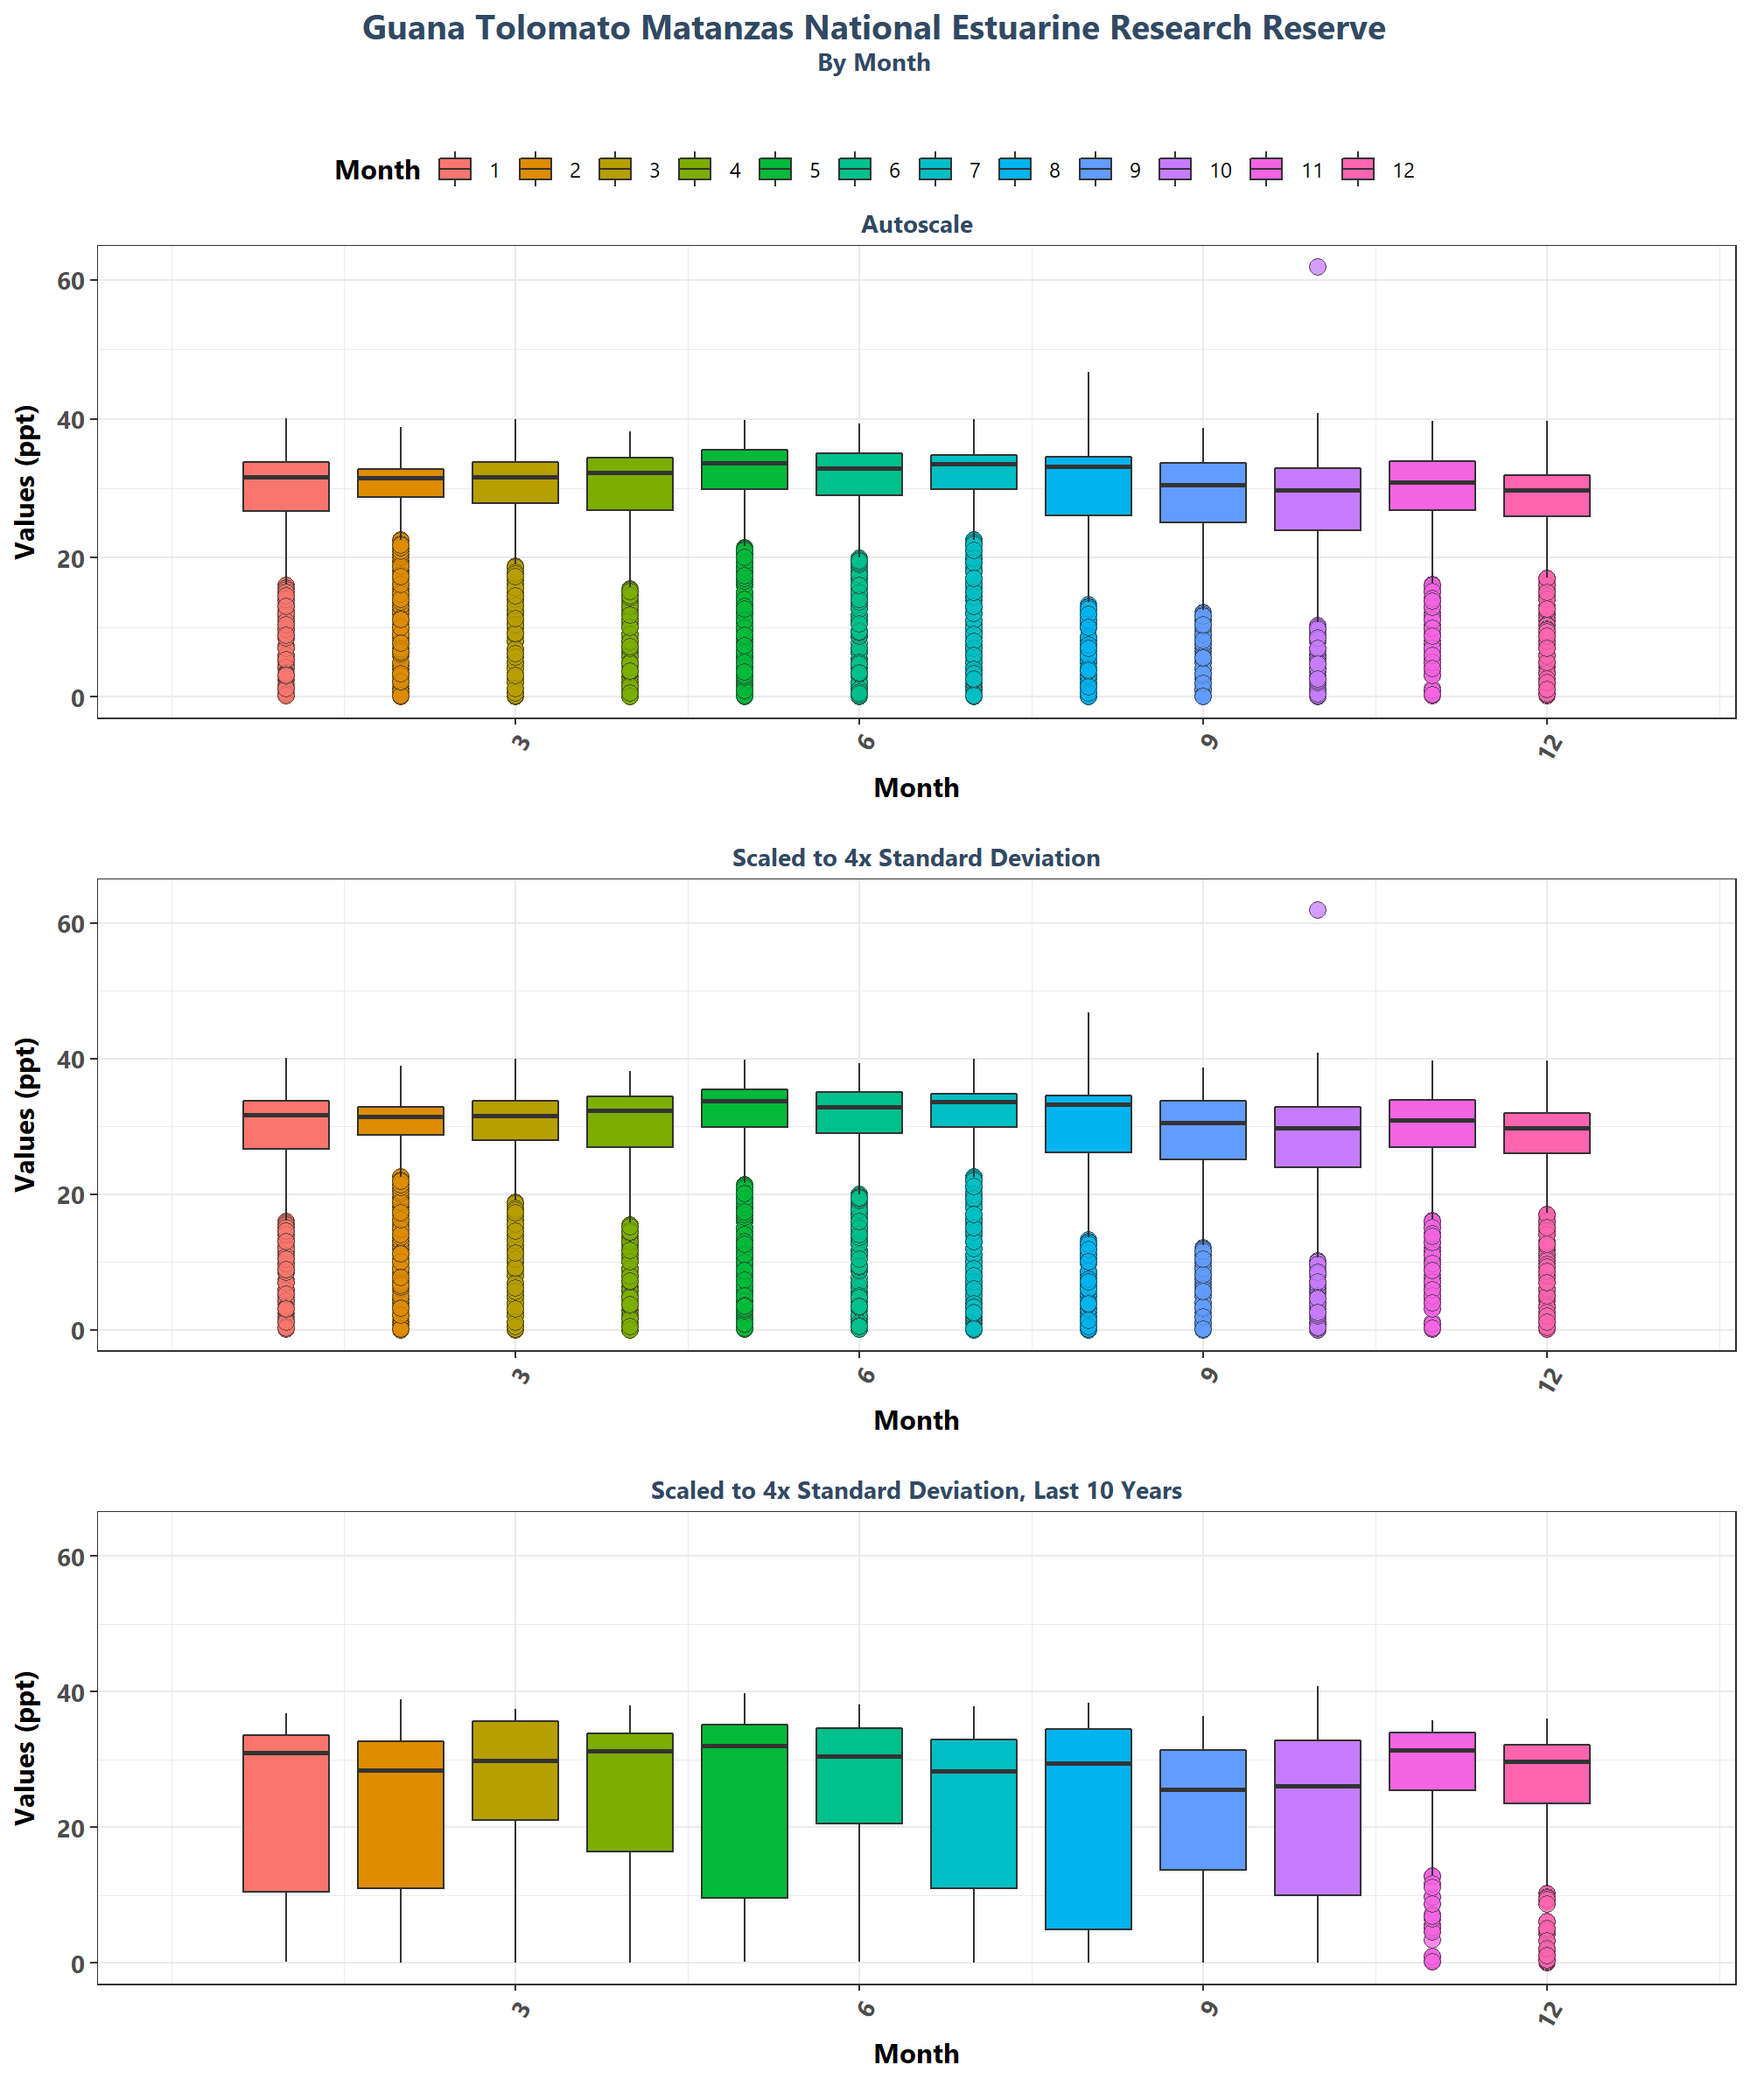 Guana Tolomato Matanzas National Estuarine Research Reserve
By Month
Month 1 2 3 4 5 6 7 8 9 10 11 12
Autoscale
Values (ppt)
60
40
20
0
3 6 9 12
Month
Scaled to 4x Standard Deviation
Values (ppt)
60
40
20
0
3 6 9 12
Month
Scaled to 4x Standard Deviation, Last 10 Years
Values (ppt)
60
40
20
0
3 6 9 12
Month